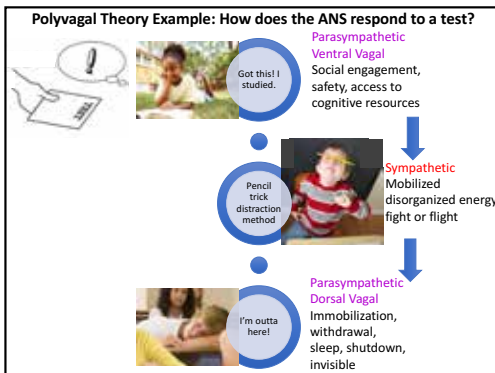 Polyvagal Theory Example: How does the ANS respond to a test?
Got this! I
studied.
Parasympathetic
Ventral Vagal
Social engagement,
safety, access to
cognitive resources
Pencil
trick
distraction
method
Sympathetic
Mobilized
disorganized energy
fight or flight
I'm outta
here!
Parasympathetic
Dorsal Vagal
Immobilization,
withdrawal,
sleep, shutdown,
invisible